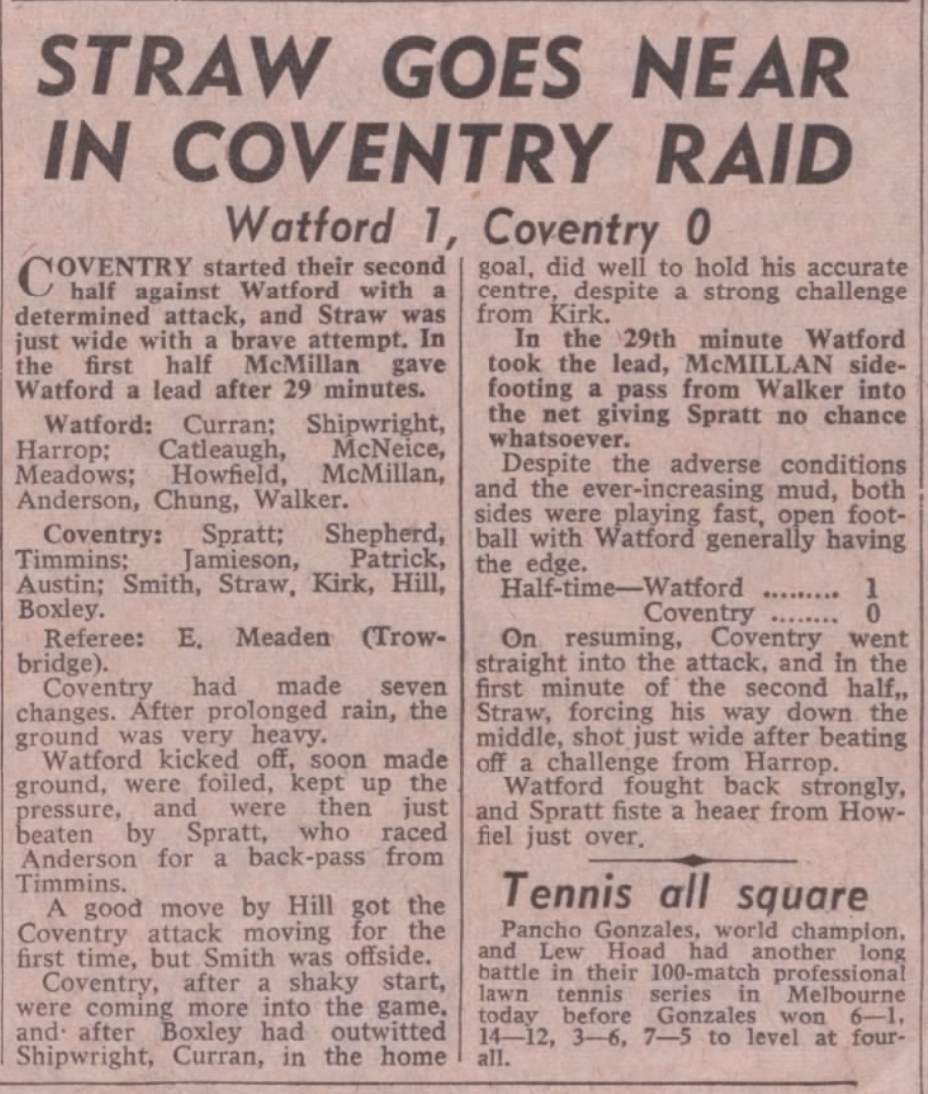 STRAW GOES NEAR
IN COVENTRY RAID
Watford 1, Coventry 0
COVENTRY started their second
half against Watford with a
determined attack, and Straw was
just wide with a brave attempt. In
the first half McMillan gave
Watford a lead after 29 minutes.
Watford: Curran; Shipwright,
Harrop; Catleaugh, McNeice,
Meadows; Howfield, McMillan,
Anderson, Chung, Walker.
Coventry: Spratt; Shepherd,
Timmins; Jamieson, Patrick,
Austin; Smith, Straw, Kirk, Hill,
Boxley.
Referee: E. Meaden (Trow-
bridge).
Coventry had made seven
changes. After prolonged rain, the
ground was very heavy.
Watford kicked off, soon made
ground, were foiled, kept up the
pressure, and were then just
beaten by Spratt, who raced
Anderson for a back-pass from
Timmins.
A good move by Hill got the
Coventry attack moving for the
first time, but Smith was offside.
Coventry, after a shaky start,
were coming more into the game,
and after Boxley had outwitted
Shipwright, Curran, in the home
goal, did well to hold his accurate
centre, despite a strong challenge
from Kirk.
In the 29th minute Watford
took the lead, McMILLAN side-
footing a pass from Walker into
the net giving Spratt no chance
whatsoever.
Despite the adverse conditions
and the ever-increasing mud, both
sides were playing fast, open foot-
ball with Watford generally having
the edge.
Half-time—Watford ......... 1
Coventry ........ 0
On resuming, Coventry went
straight into the attack, and in the
first minute of the second half,,
Straw, forcing his way down the
middle, shot just wide after beating
off a challenge from Harrop.
Watford fought back strongly,
and Spratt fiste a heaer from How-
fiel just over.
Tennis all square
Pancho Gonzales, world champion,
and Lew Hoad had another long
battle in their 100-match professional
lawn tennis series in Melbourne
today before Gonzales won 6—1,
14—12, 3—6, 7—5 to level at four-
all.